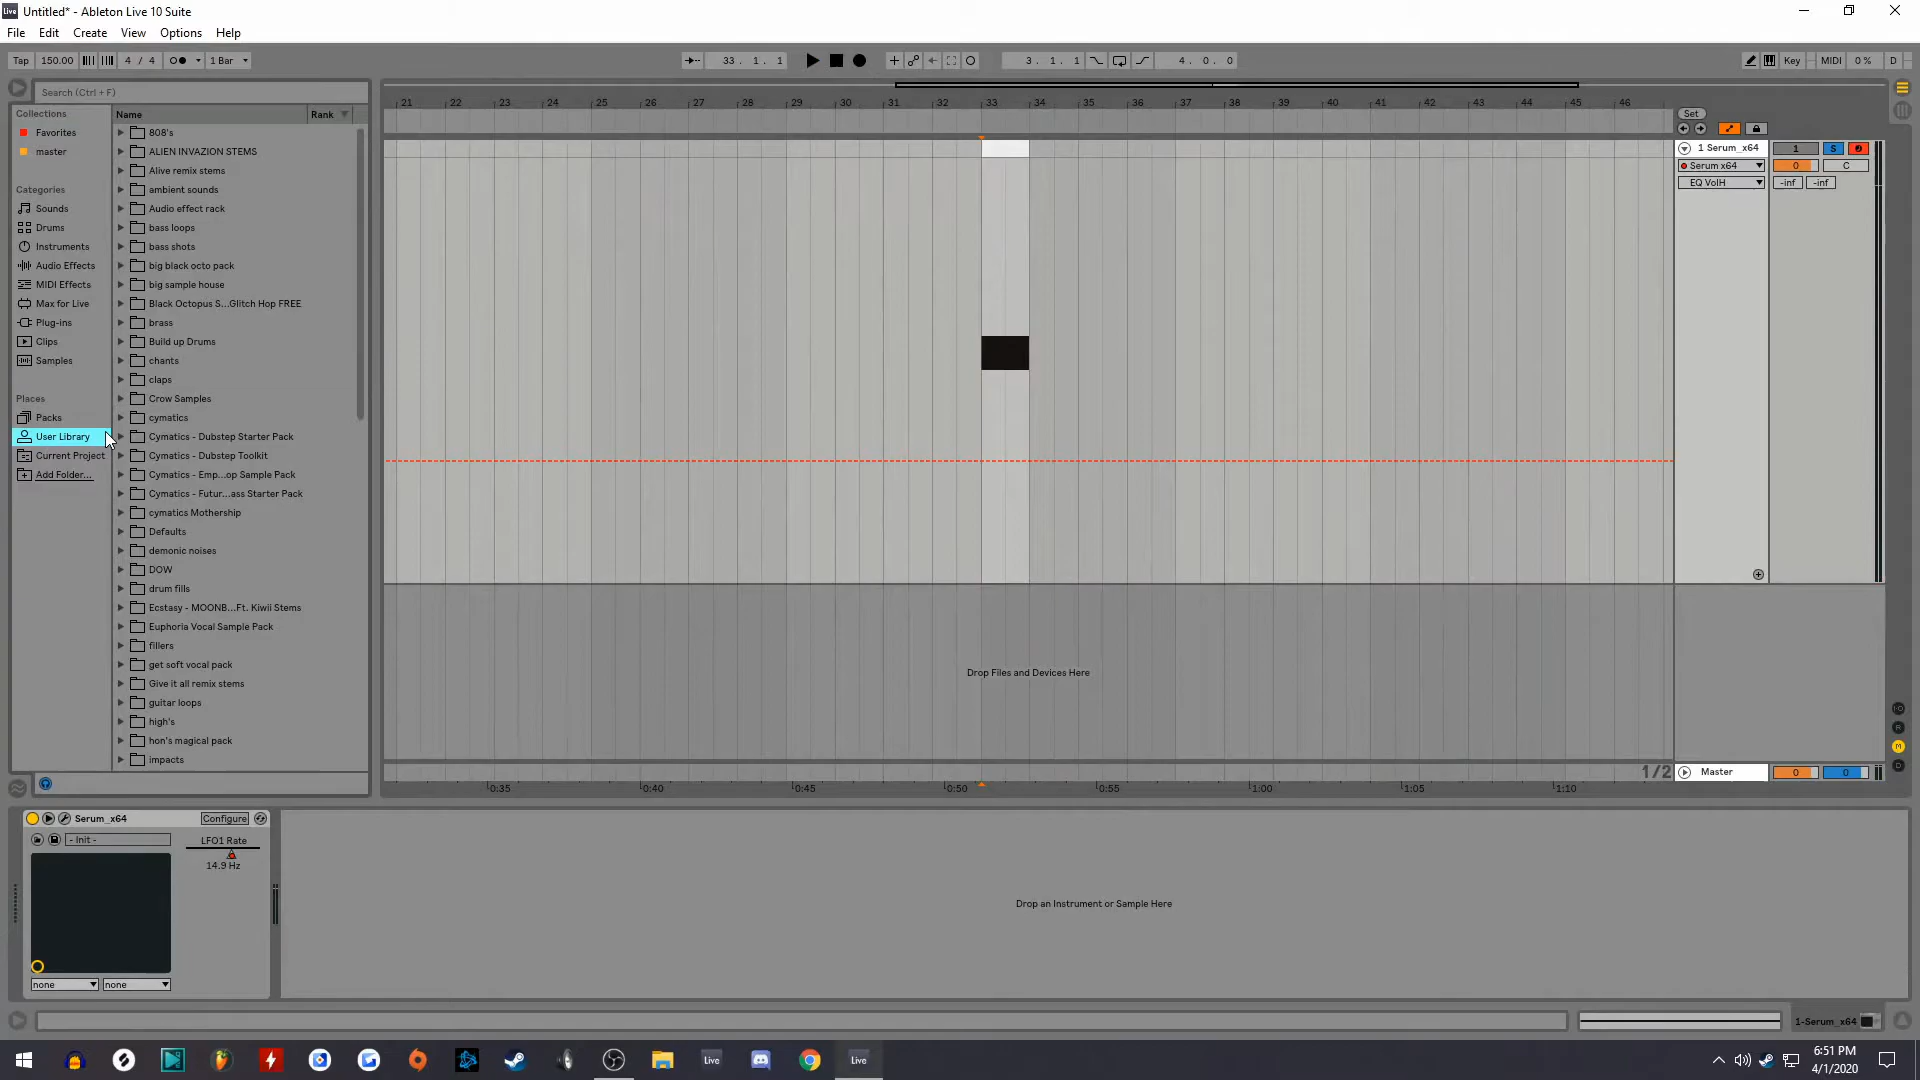 Live Untitled* - Ableton Live 10 Suite
File Edit Create View Options Help
Tap 150.00 4 / 4 1 Bar 33 . 1 . 1 3 . 1 . 1 4 . 0 . 0 Key MIDI 0 % D
Search (Ctrl + F)
Collections
Favorites
master
Categories
Sounds
Drums
Instruments
Audio Effects
MIDI Effects
Max for Live
Plug-ins
Clips
Samples
Places
Packs
User Library
Current Project
Add Folder...
Name Rank
808's
ALIEN INVAZION STEMS
Alive remix stems
ambient sounds
Audio effect rack
bass loops
bass shots
big black octo pack
big sample house
Black Octopus S...Glitch Hop FREE
brass
Build up Drums
chants
claps
Crow Samples
cymatics
Cymatics - Dubstep Starter Pack
Cymatics - Dubstep Toolkit
Cymatics - Emp...op Sample Pack
Cymatics - Futur...ass Starter Pack
cymatics Mothership
Defaults
demonic noises
DOW
drum fills
Ecstasy - MOONB...Ft. Kiwii Stems
Euphoria Vocal Sample Pack
fillers
get soft vocal pack
Give it all remix stems
guitar loops
high's
hon's magical pack
impacts
21 22 23 24 25 26 27 28 29 30 31 32 33 34 35 36 37 38 39 40 41 42 43 44 45 46
Set
1 Serum_x64 1 S
Serum x64 0 C
EQ VolH -inf -inf
Drop Files and Devices Here
1/2 Master 0 0
0:35 0:40 0:45 0:50 0:55 1:00 1:05 1:10
Serum_x64 Configure
- Init -
LFO1 Rate
14.9 Hz
none none
Drop an Instrument or Sample Here
1-Serum_x64
Live Live
6:51 PM
4/1/2020